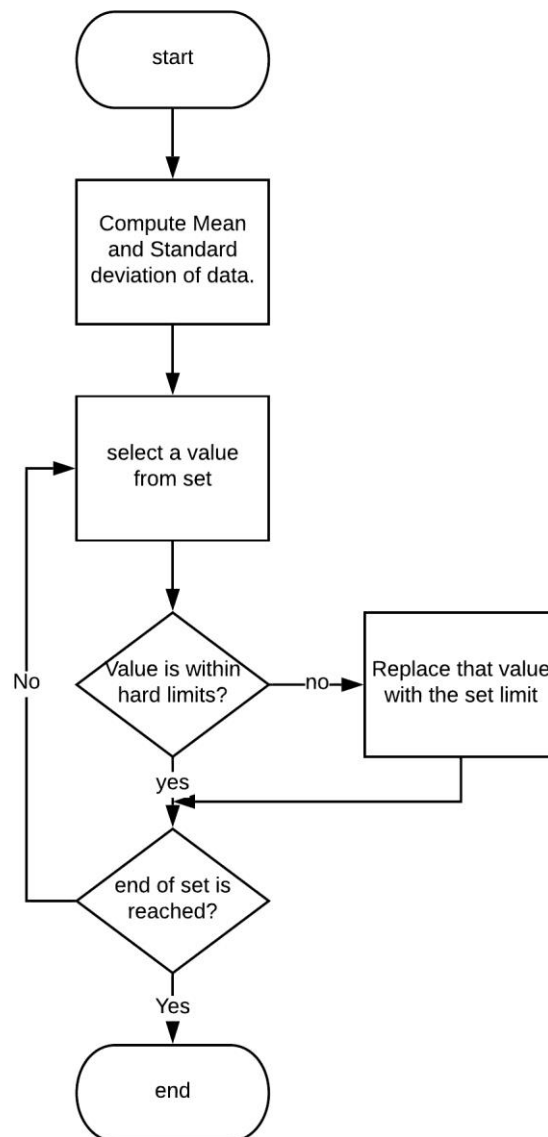 start
Compute Mean
and Standard
deviation of data.
select a value
from set
Value is within
hard limits?
no
Replace that value
with the set limit
No
yes
end of set is
reached?
Yes
end